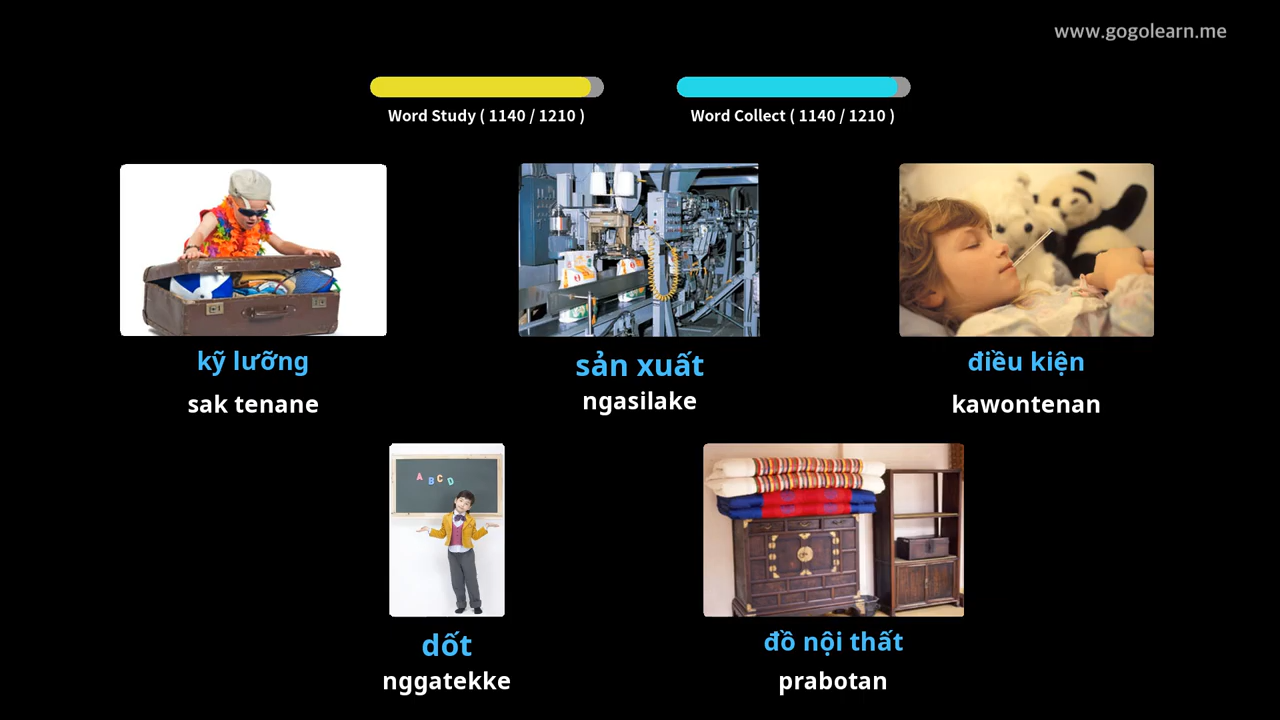 www.gogolearn.me
Word Study ( 1140 / 1210 )
Word Collect ( 1140 / 1210 )
kỹ lưỡng
sak tenane
sản xuất
ngasilake
điều kiện
kawontenan
A B C D
dốt
nggatekke
đồ nội thất
prabotan